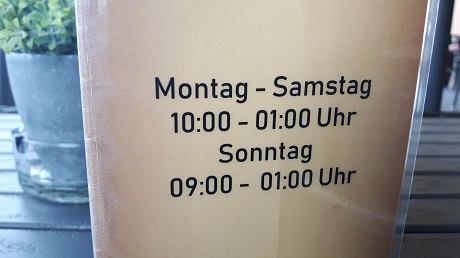 Montag - Samstag
10:00 - 01:00 Uhr
Sonntag
09:00 - 01:00 Uhr